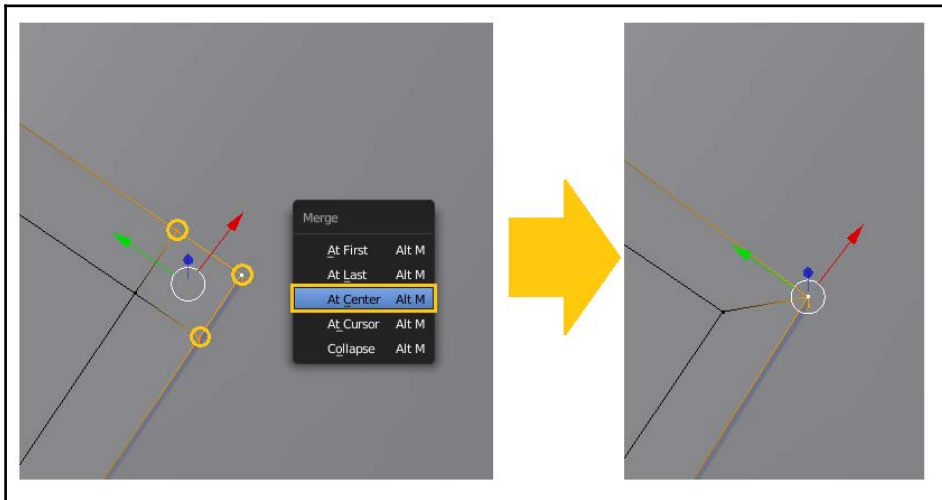 Merge
At First Alt M
At Last Alt M
At Center Alt M
At Cursor Alt M
Collapse Alt M